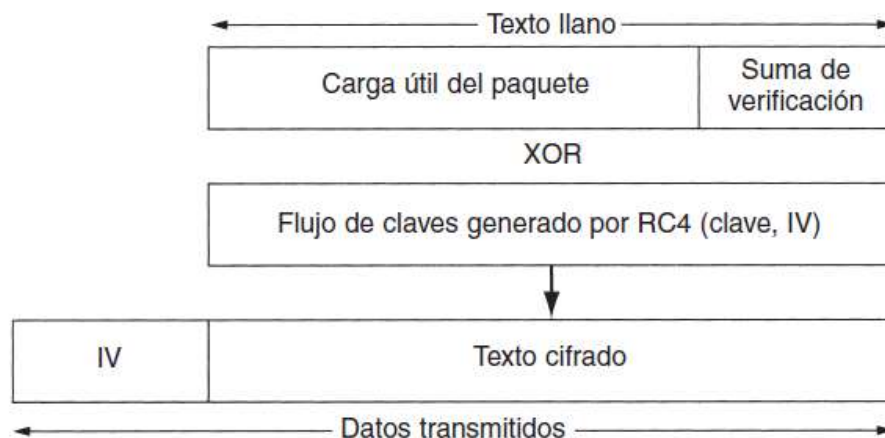 Texto llano
Carga útil del paquete
Suma de
verificación
XOR
Flujo de claves generado por RC4 (clave, IV)
IV
Texto cifrado
Datos transmitidos